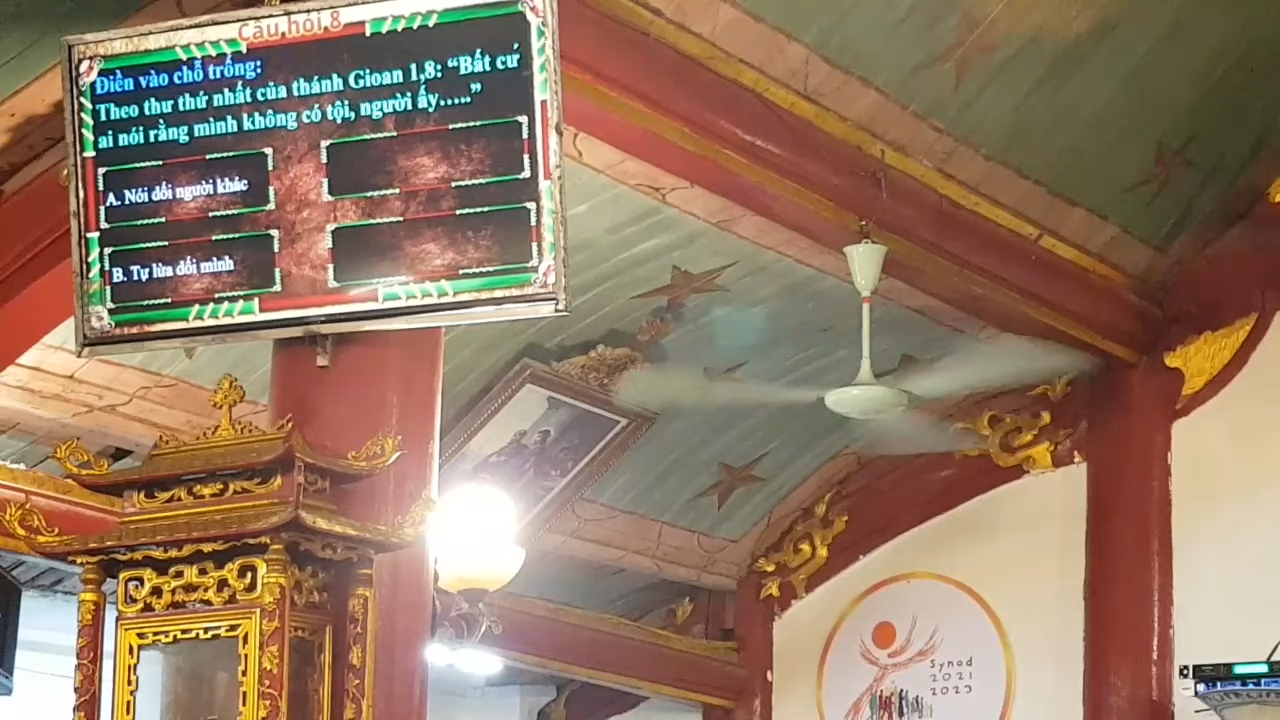 Câu hỏi 8
Điền vào chỗ trống:
Theo thư thứ nhất của thánh Gioan 1,8: “Bất cứ
ai nói rằng mình không có tội, người ấy…..”
A. Nói dối người khác
B. Tự lừa dối mình
Synod
2021
2023